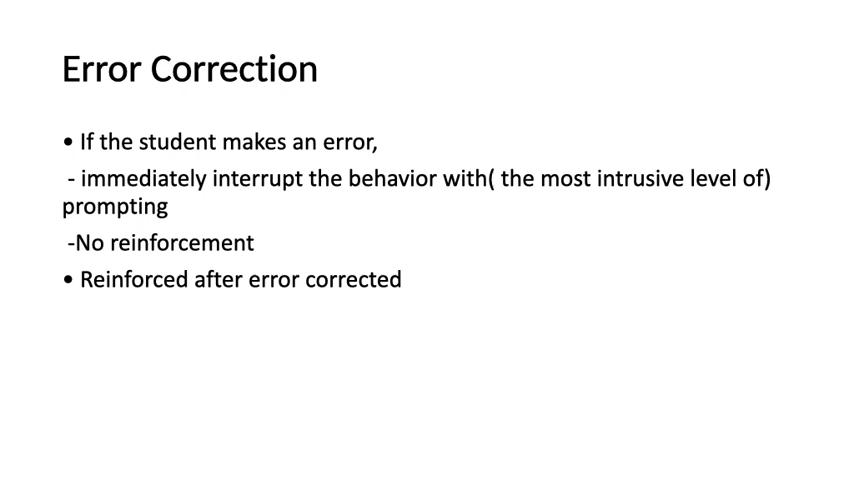 Error Correction
• If the student makes an error,
- immediately interrupt the behavior with( the most intrusive level of)
prompting
-No reinforcement
• Reinforced after error corrected